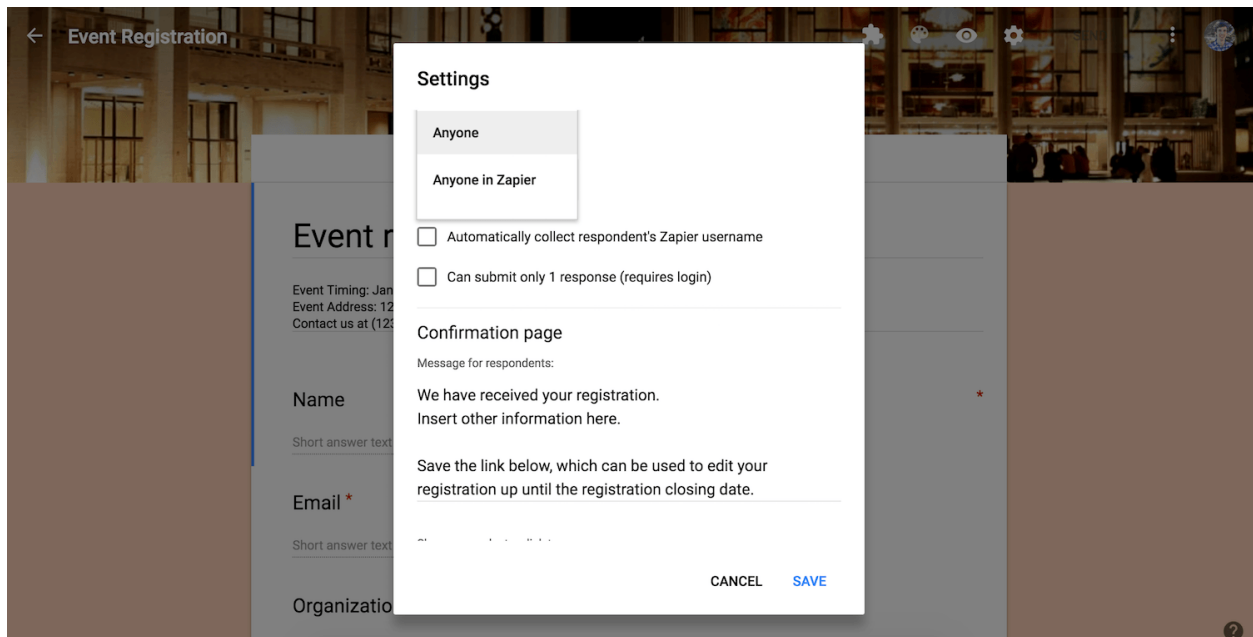 Event Registration
Settings
Anyone
Anyone in Zapier
Automatically collect respondent's Zapier username
Can submit only 1 response (requires login)
Event r
Event Timing: Jan
Event Address: 12
Contact us at (123
Confirmation page
Message for respondents:
We have received your registration.
Insert other information here.
Save the link below, which can be used to edit your
registration up until the registration closing date.
Name
*
Short answer text
Email *
Short answer text
Organizatio
CANCEL SAVE